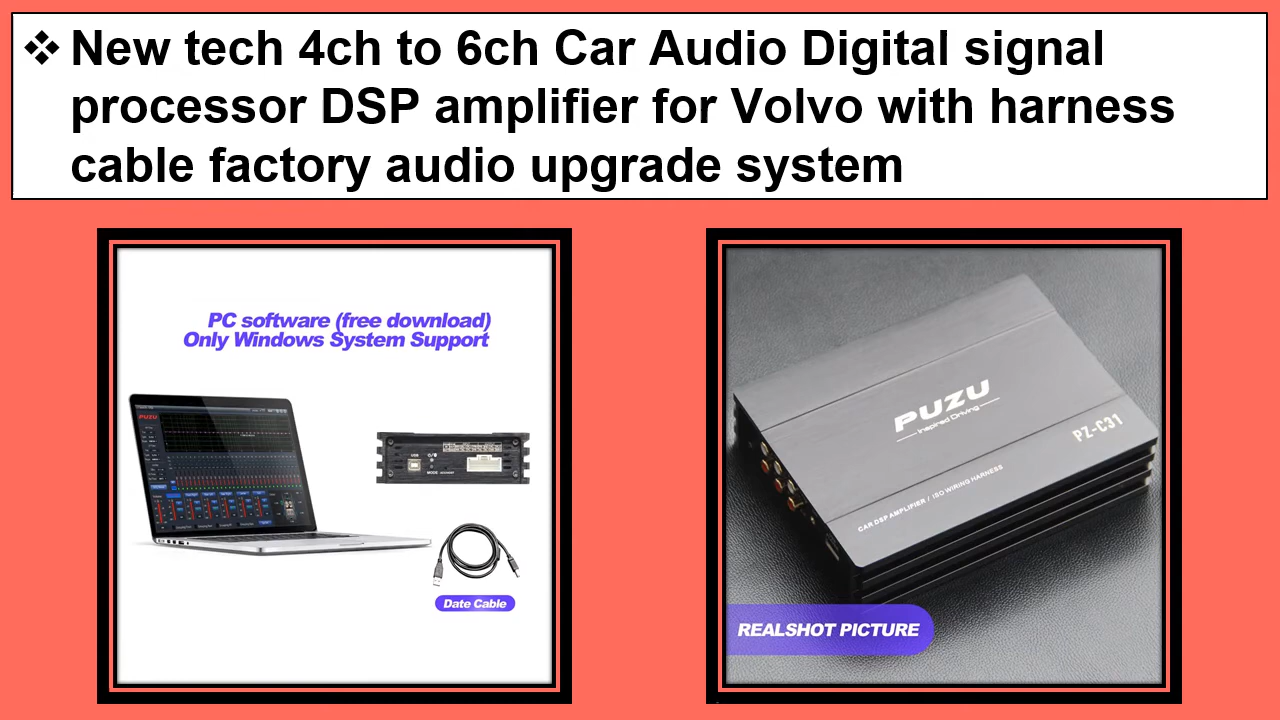 ❖ New tech 4ch to 6ch Car Audio Digital signal
processor DSP amplifier for Volvo with harness
cable factory audio upgrade system
PC software (free download)
Only Windows System Support
PUZU
USB
MODE
Date Cable
PUZU
Inspired Driving
PZ-C31
CAR DSP AMPLIFIER / ISO WIRING HARNESS
REALSHOT PICTURE